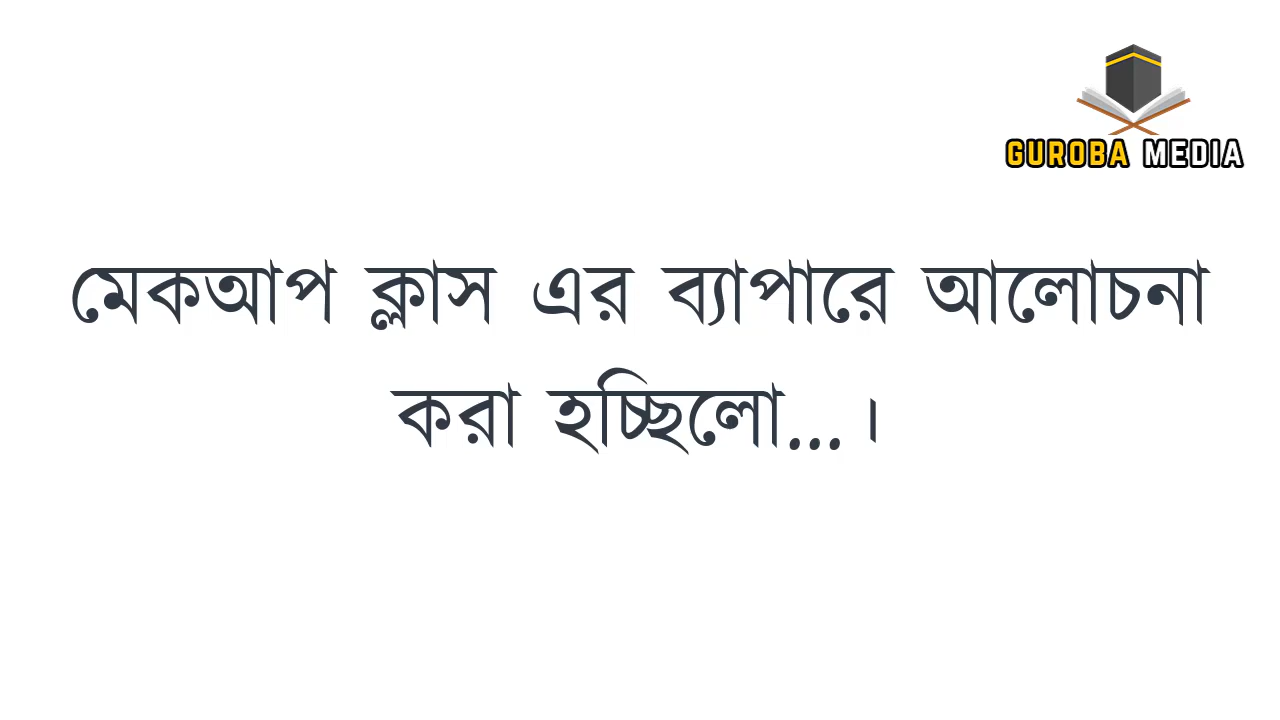 GUROBA MEDIA
মেকআপ ক্লাস এর ব্যাপারে আলোচনা
করা হচ্ছিলো...।